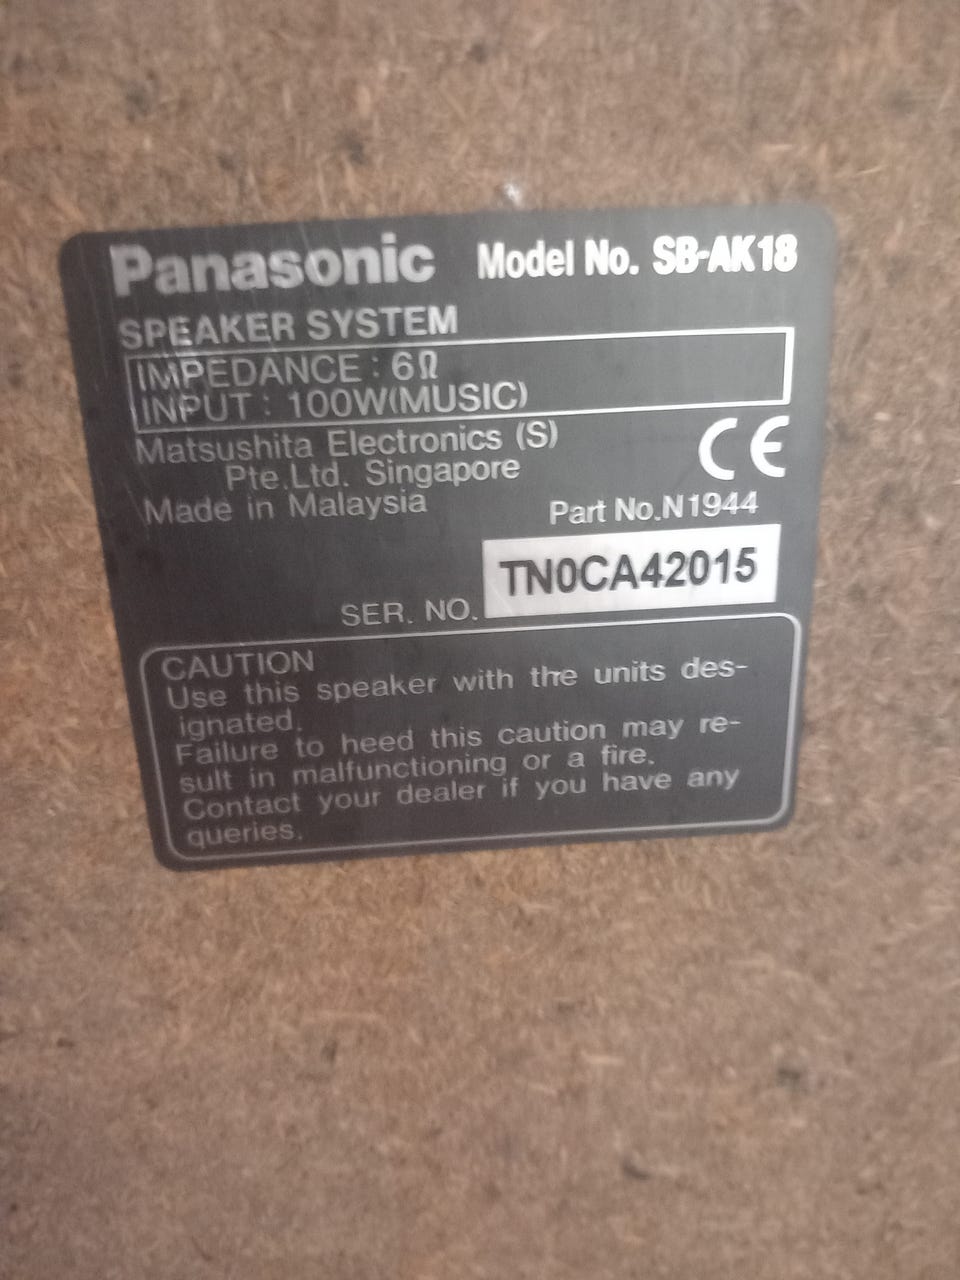 Panasonic Model No. SB-AK18
SPEAKER SYSTEM
IMPEDANCE : 6Ω
INPUT : 100W(MUSIC)
Matsushita Electronics (S)
Pte.Ltd. Singapore
Made in Malaysia
CE
Part No.N1944
SER. NO. TN0CA42015
CAUTION
Use this speaker with the units des-
ignated.
Failure to heed this caution may re-
sult in malfunctioning or a fire.
Contact your dealer if you have any
queries.